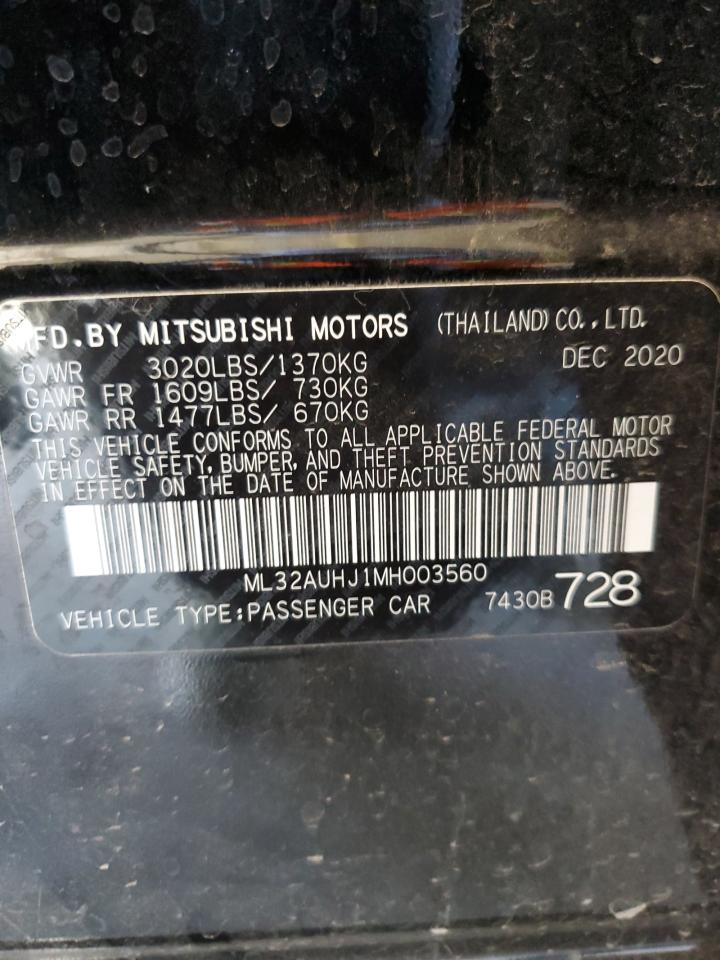 MFD.BY MITSUBISHI MOTORS (THAILAND) CO.,LTD.
GVWR 3020LBS/1370KG DEC 2020
GAWR FR 1609LBS/ 730KG
GAWR RR 1477LBS/ 670KG
THIS VEHICLE CONFORMS TO ALL APPLICABLE FEDERAL MOTOR
VEHICLE SAFETY, BUMPER, AND THEFT PREVENTION STANDARDS
IN EFFECT ON THE DATE OF MANUFACTURE SHOWN ABOVE.
ML32AUHJ1MH003560
VEHICLE TYPE:PASSENGER CAR 7430B 728